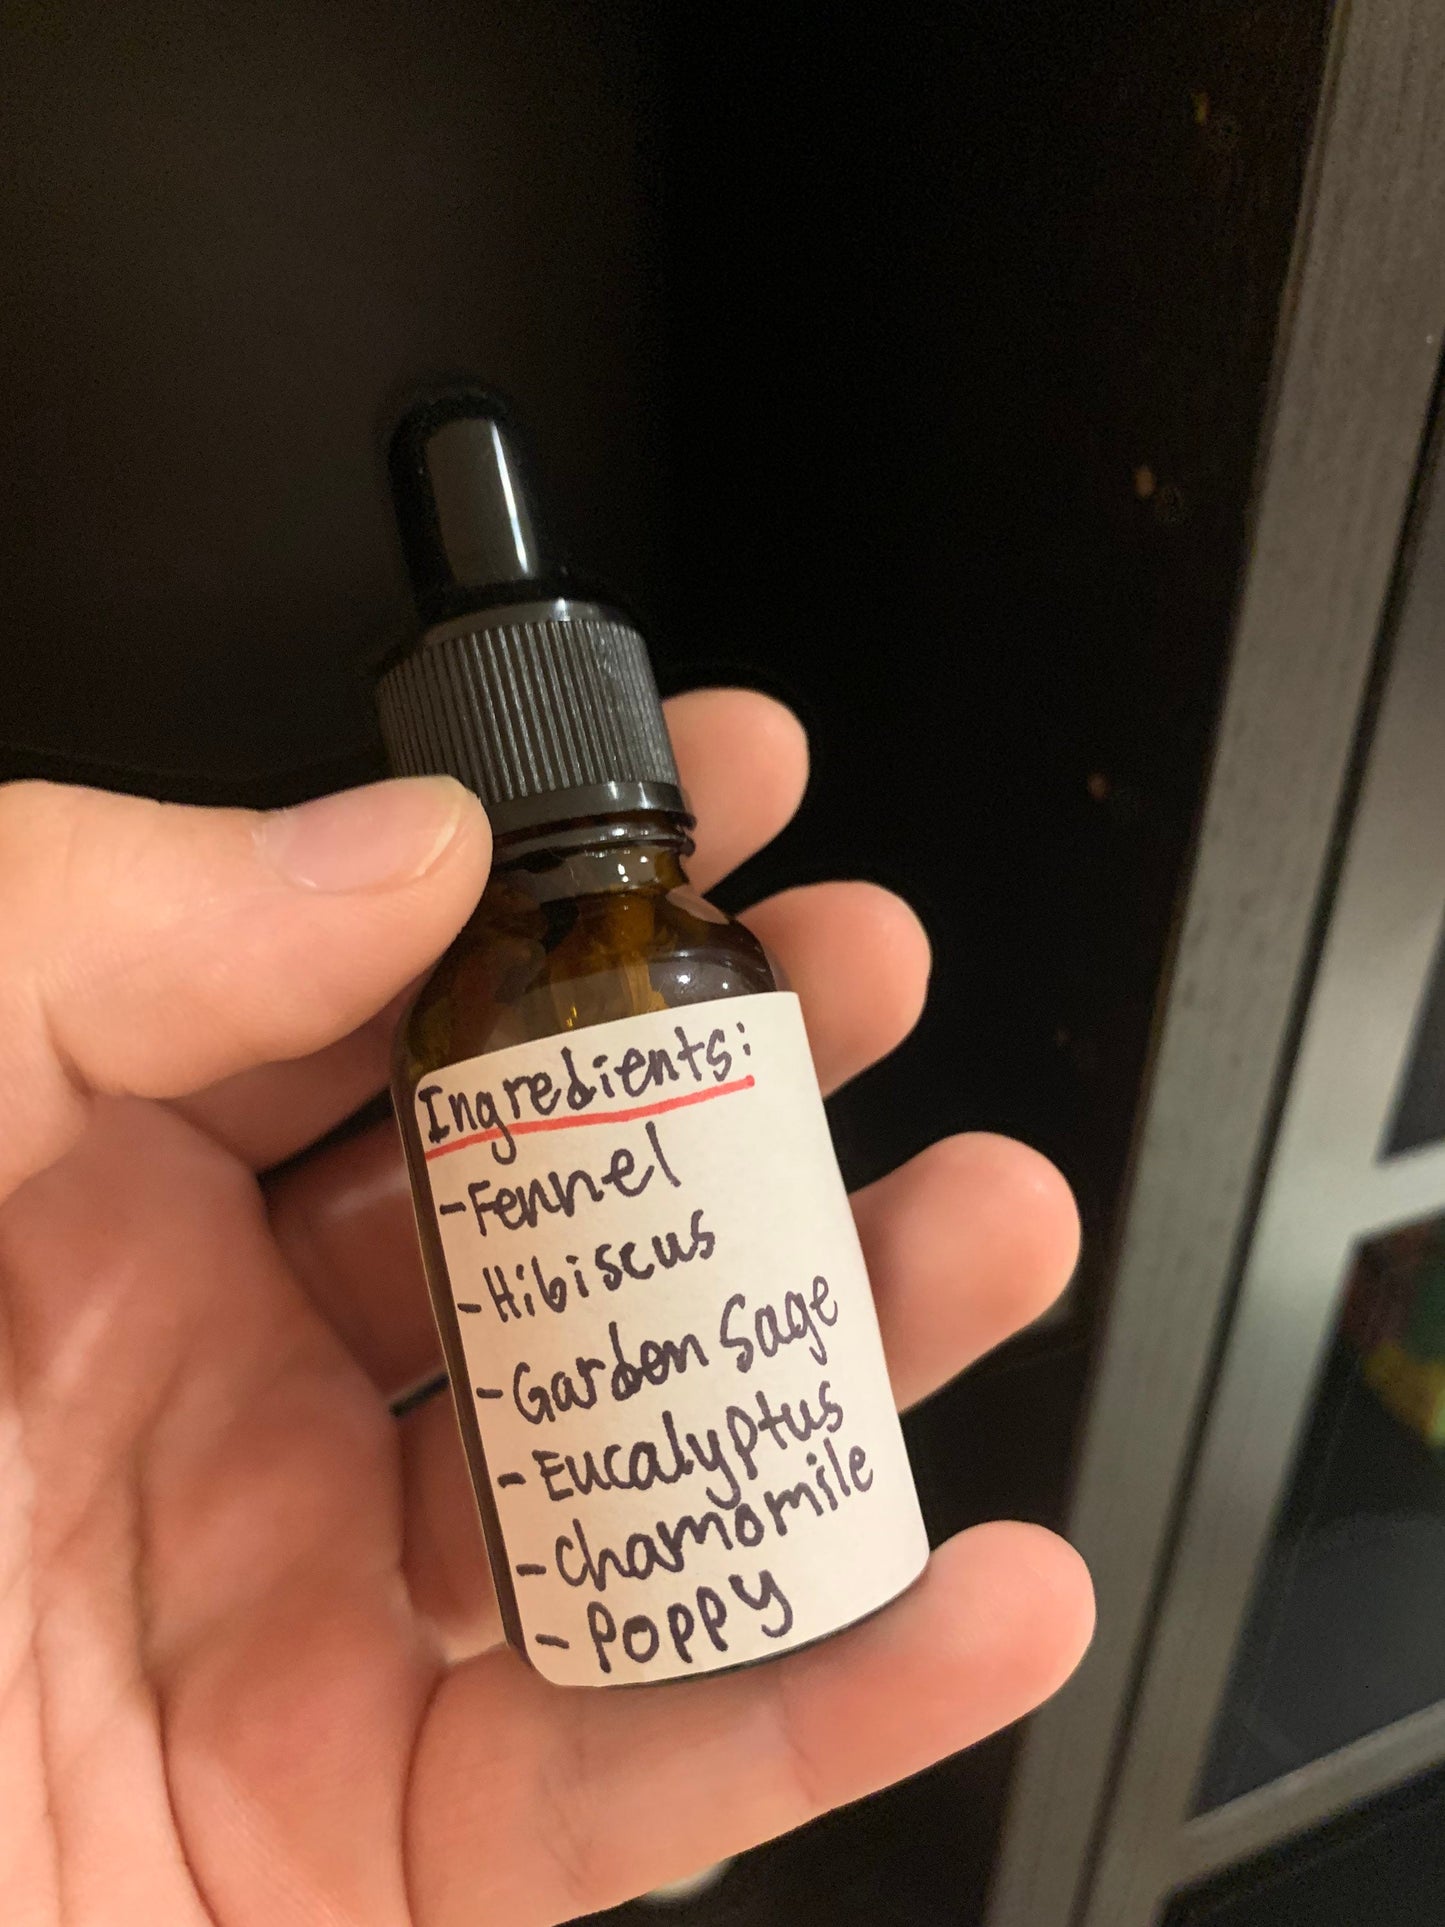 Ingredients:
-Fennel
-Hibiscus
-Garden Sage
-Eucalyptus
-Chamomile
-Poppy